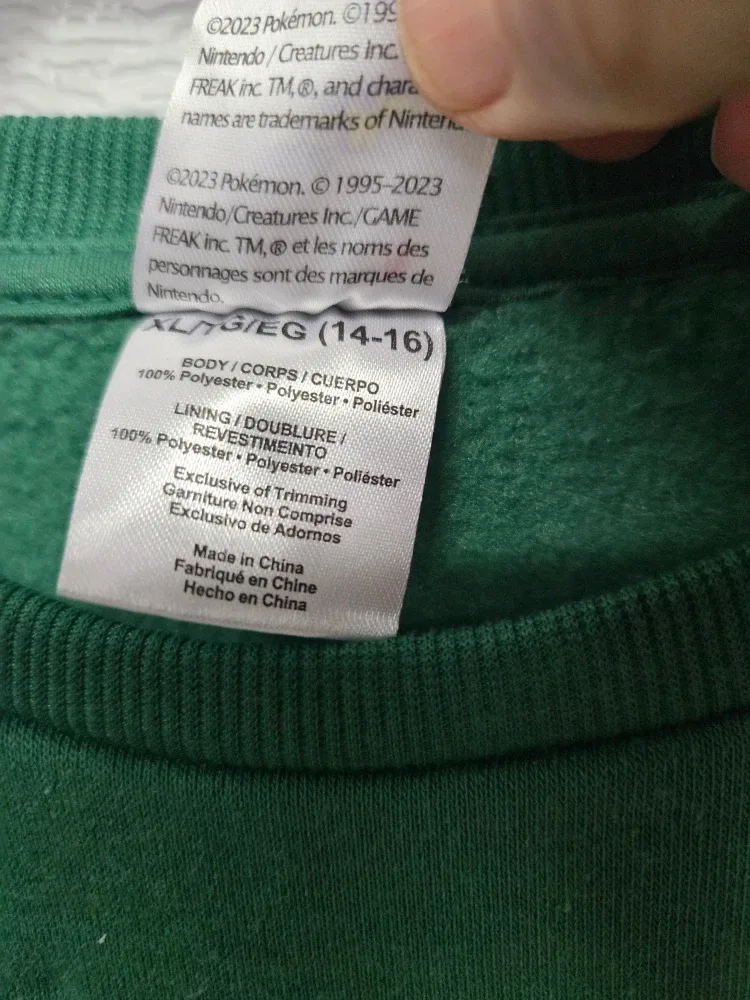 ©2023 Pokémon. ©199
Nintendo / Creatures Inc.
FREAK inc. TM,®, and chara
names are trademarks of Ninten
©2023 Pokémon. © 1995–2023
Nintendo/Creatures Inc./GAME
FREAK inc. TM, ® et les noms des
personnages sont des marques de
Nintendo.
XL/TG/EG (14-16)
BODY / CORPS / CUERPO
100% Polyester • Polyester • Poliéster
LINING / DOUBLURE /
REVESTIMEINTO
100% Polyester • Polyester • Poliéster
Exclusive of Trimming
Garniture Non Comprise
Exclusivo de Adornos
Made in China
Fabriqué en Chine
Hecho en China